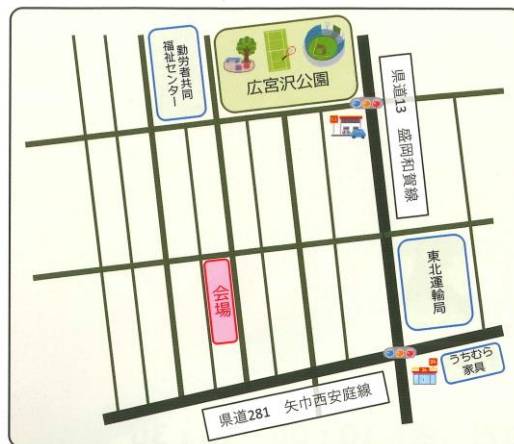 勤労者共同
福祉センター
広宮沢公園
県道13　盛岡和賀線
会場
東北運輸局
うちむら
家具
県道281　矢巾西安庭線